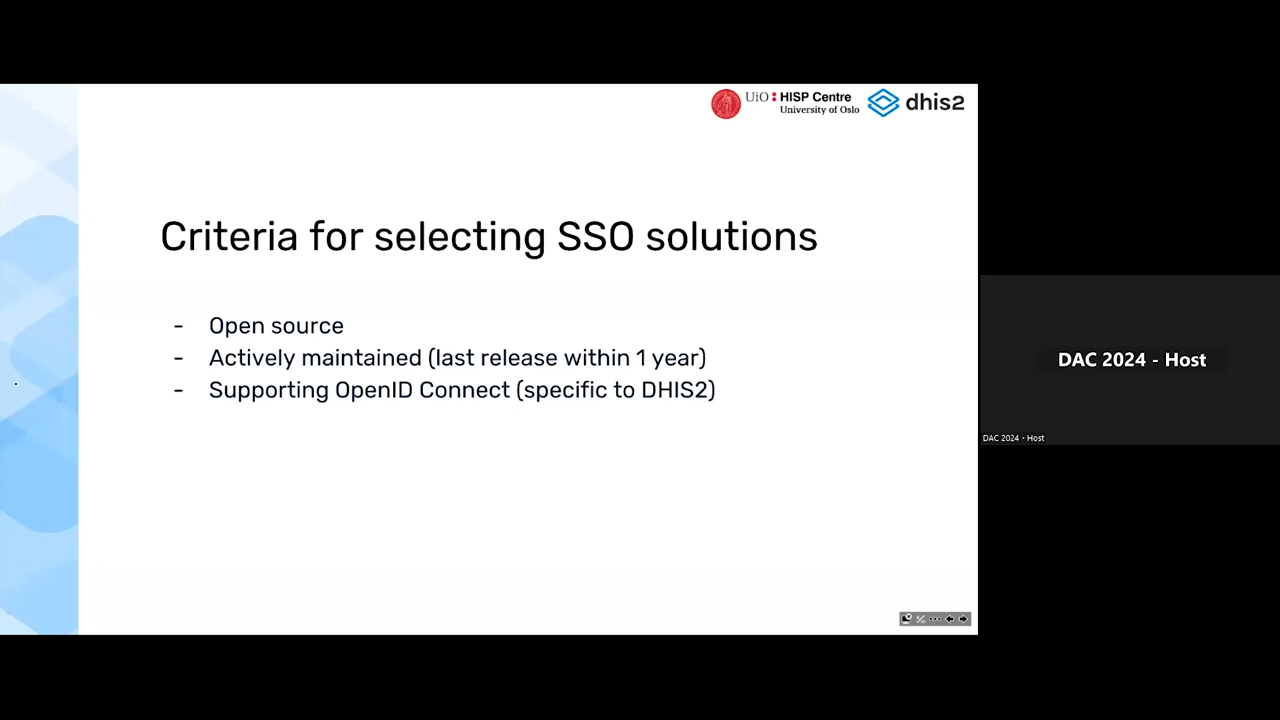 UiO : HISP Centre
University of Oslo
dhis2
Criteria for selecting SSO solutions
- Open source
- Actively maintained (last release within 1 year)
- Supporting OpenID Connect (specific to DHIS2)
DAC 2024 - Host
DAC 2024 - Host